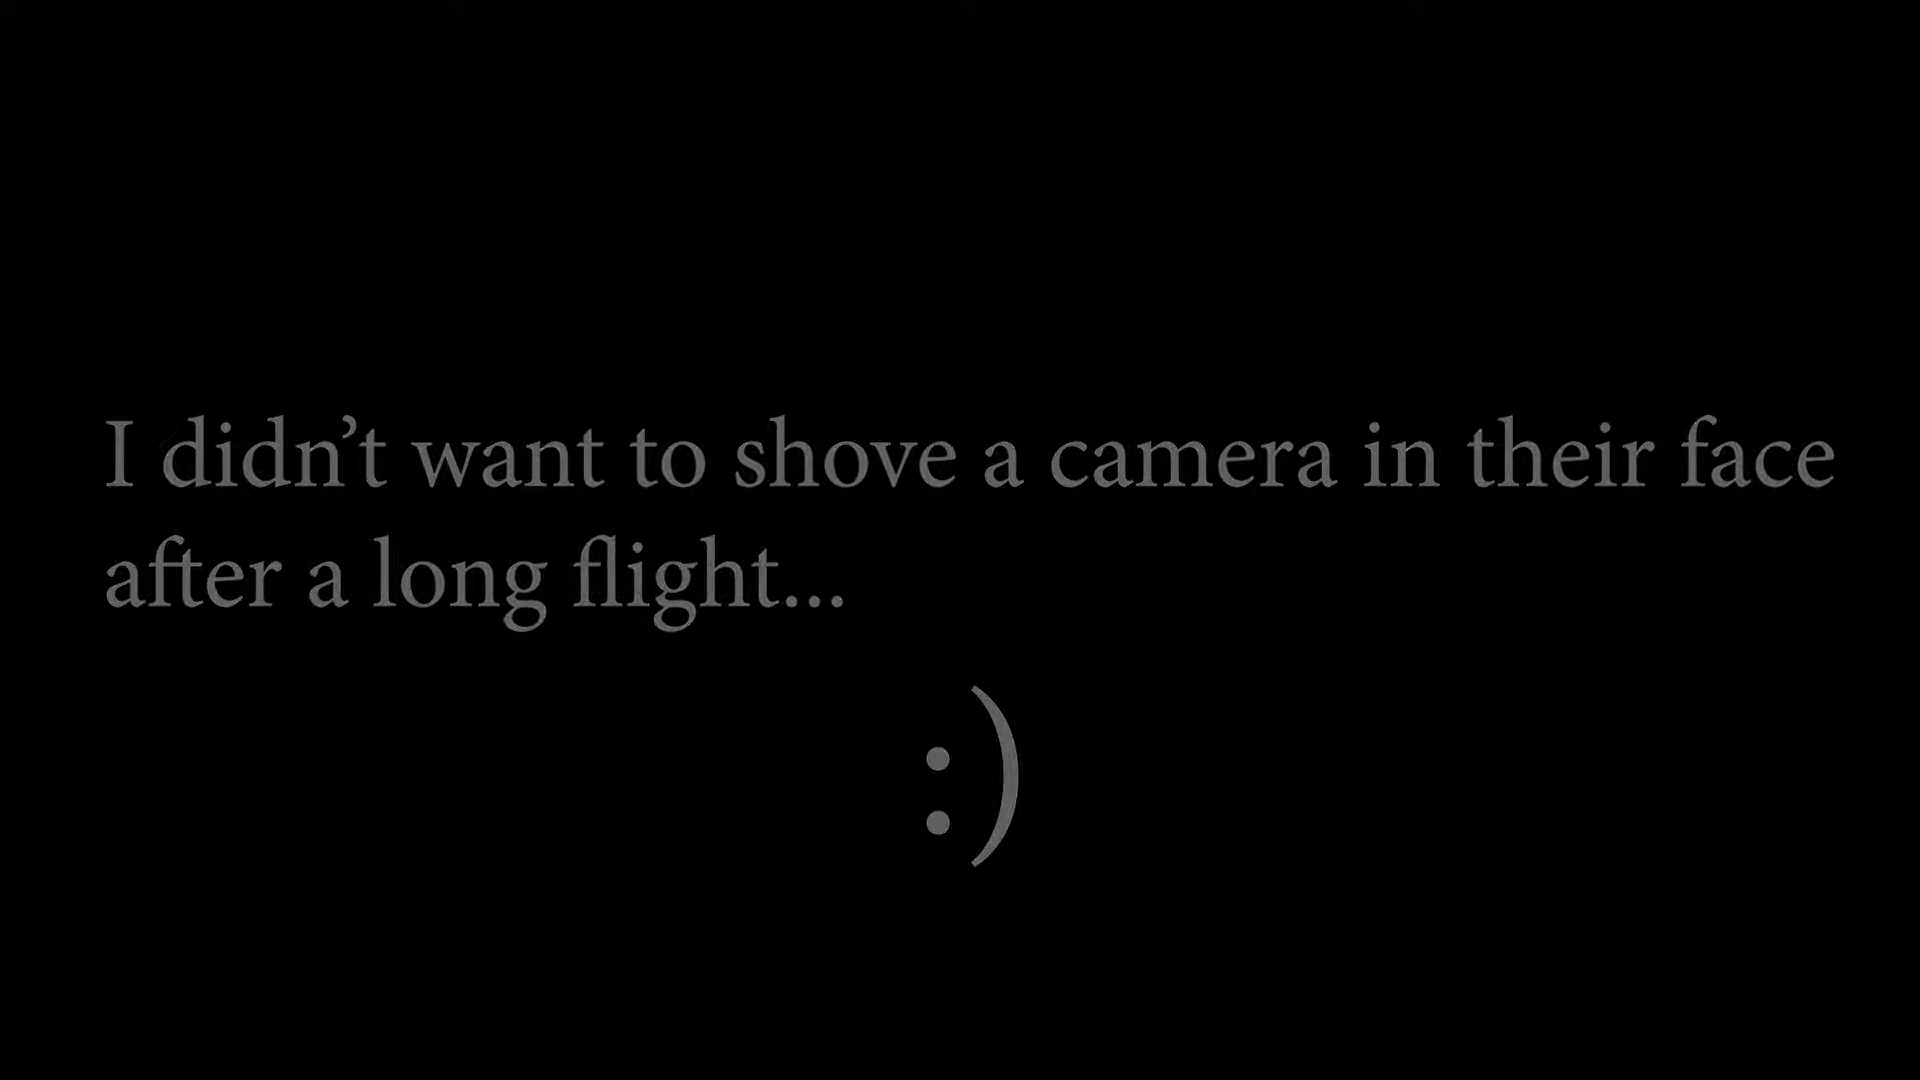 I didn’t want to shove a camera in their face
after a long flight...
:)